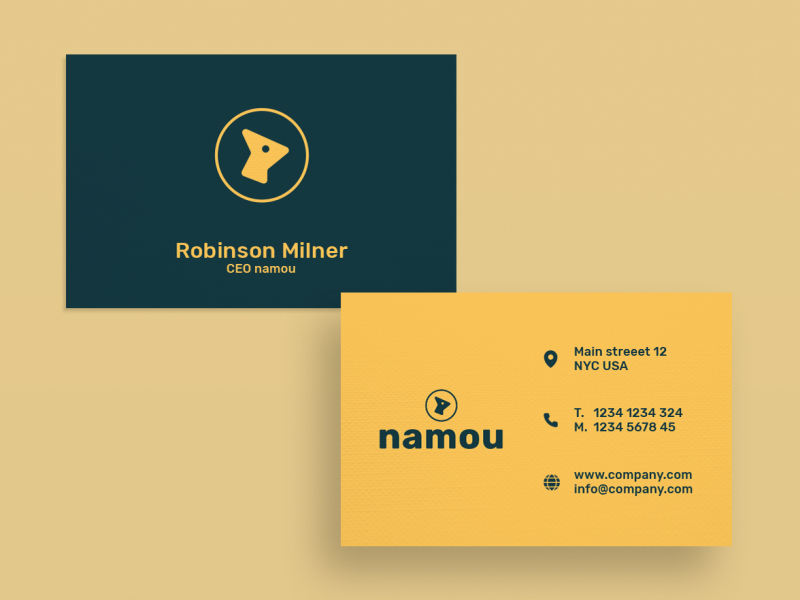 Robinson Milner
CEO namou
namou
Main streeet 12
NYC USA
T. 1234 1234 324
M. 1234 5678 45
www.company.com
info@company.com